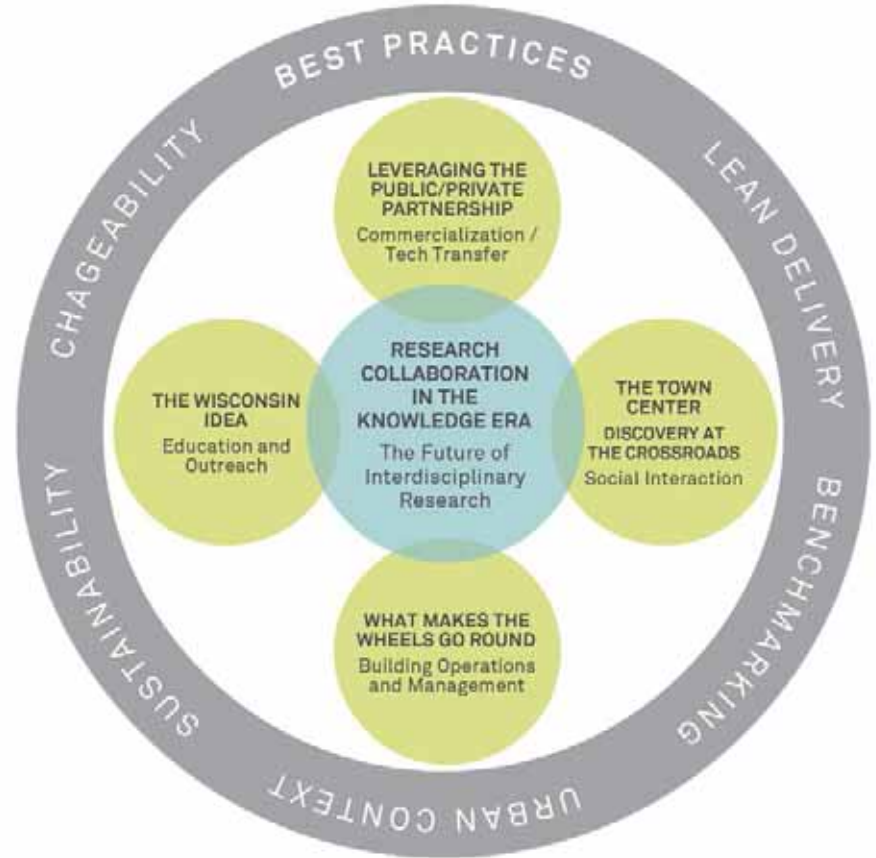 BEST PRACTICES
LEAN DELIVERY
BENCHMARKING
URBAN CONTEXT
SUSTAINABILITY
CHAGEABILITY
LEVERAGING THE
PUBLIC/PRIVATE
PARTNERSHIP
Commercialization /
Tech Transfer
THE WISCONSIN
IDEA
Education and
Outreach
RESEARCH
COLLABORATION
IN THE
KNOWLEDGE ERA
The Future of
Interdisciplinary
Research
THE TOWN
CENTER
DISCOVERY AT
THE CROSSROADS
Social Interaction
WHAT MAKES THE
WHEELS GO ROUND
Building Operations
and Management